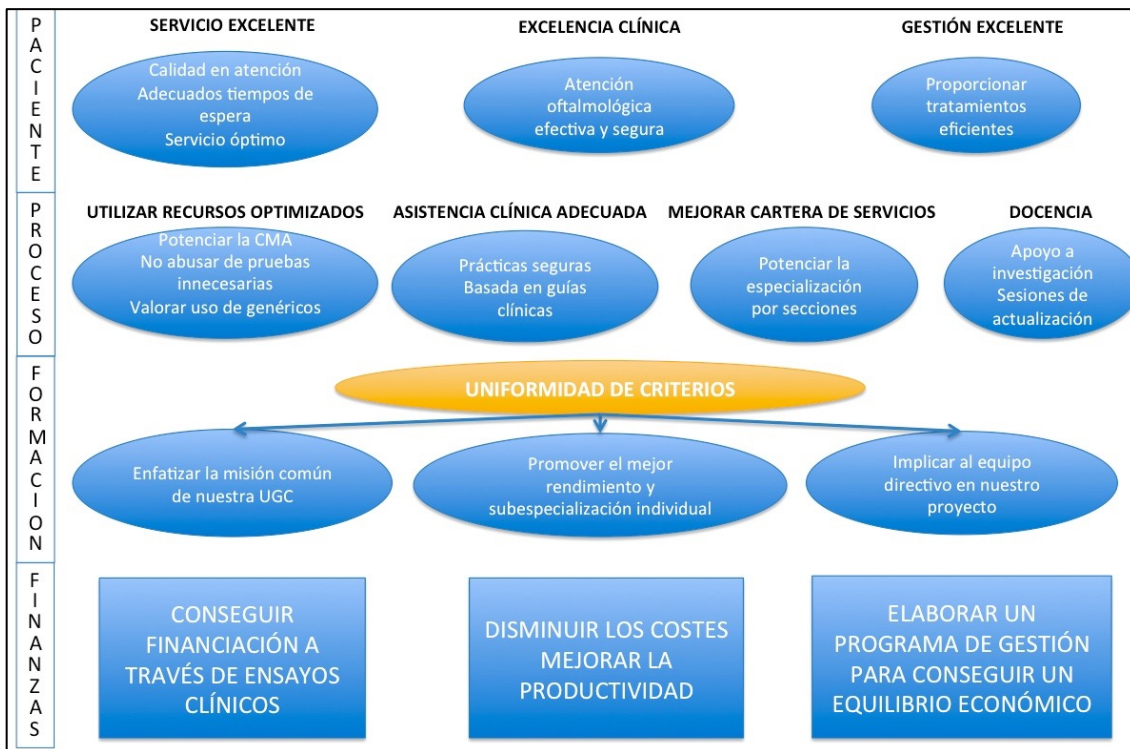 PACIENTE
SERVICIO EXCELENTE
EXCELENCIA CLÍNICA
GESTIÓN EXCELENTE
Calidad en atención
Adecuados tiempos de
espera
Servicio óptimo
Atención
oftalmológica
efectiva y segura
Proporcionar
tratamientos
eficientes
PROCESO
UTILIZAR RECURSOS OPTIMIZADOS
ASISTENCIA CLÍNICA ADECUADA
MEJORAR CARTERA DE SERVICIOS
DOCENCIA
Potenciar la CMA
No abusar de pruebas
innecesarias
Valorar uso de genéricos
Prácticas seguras
Basada en guías
clínicas
Potenciar la
especialización
por secciones
Apoyo a
investigación
Sesiones de
actualización
FORMACION
UNIFORMIDAD DE CRITERIOS
Enfatizar la misión común
de nuestra UGC
Promover el mejor
rendimiento y
subespecialización individual
Implicar al equipo
directivo en nuestro
proyecto
FINANZAS
CONSEGUIR
FINANCIACIÓN A
TRAVÉS DE ENSAYOS
CLÍNICOS
DISMINUIR LOS COSTES
MEJORAR LA
PRODUCTIVIDAD
ELABORAR UN
PROGRAMA DE GESTIÓN
PARA CONSEGUIR UN
EQUILIBRIO ECONÓMICO